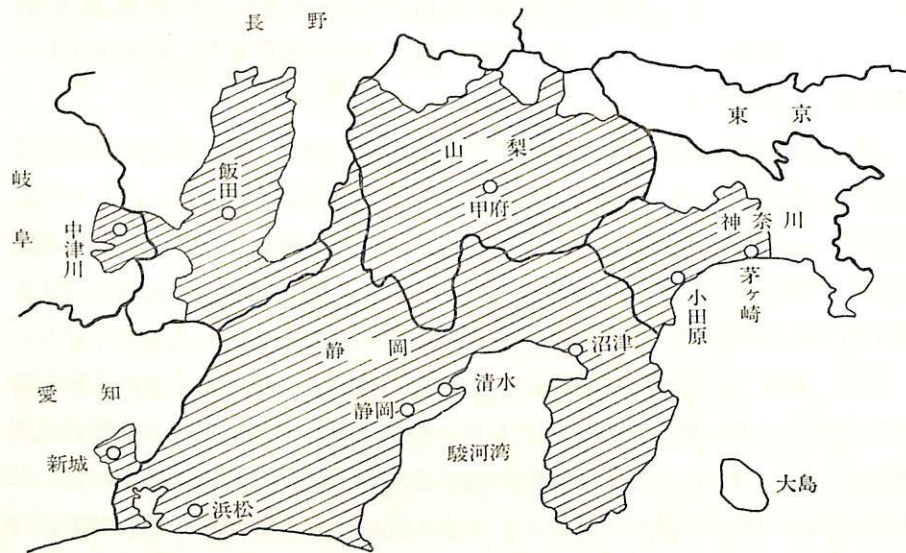 長野
東京
山梨
飯田
岐阜
甲府
神奈川
中津川
茅ヶ崎
小田原
静岡
沼津
清水
愛知
静岡
駿河湾
新城
大島
浜松